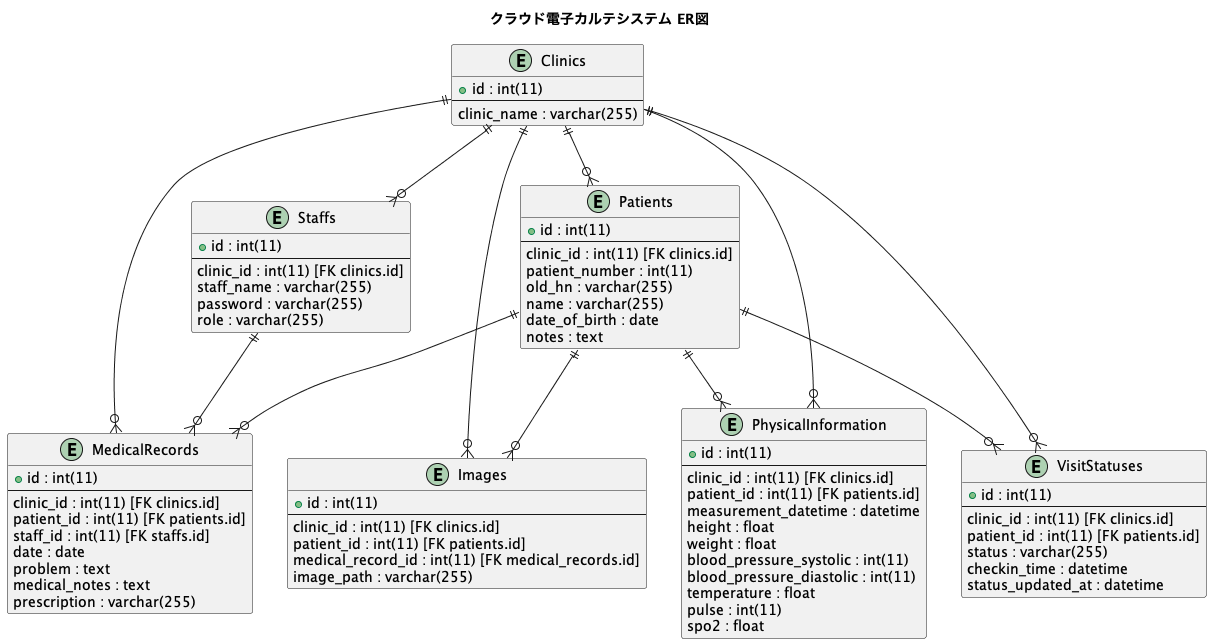 クラウド電子カルテシステム ER図
E Clinics
id : int(11)
clinic_name : varchar(255)
E Staffs
id : int(11)
clinic_id : int(11) [FK clinics.id]
staff_name : varchar(255)
password : varchar(255)
role : varchar(255)
E Patients
id : int(11)
clinic_id : int(11) [FK clinics.id]
patient_number : int(11)
old_hn : varchar(255)
name : varchar(255)
date_of_birth : date
notes : text
E MedicalRecords
id : int(11)
clinic_id : int(11) [FK clinics.id]
patient_id : int(11) [FK patients.id]
staff_id : int(11) [FK staffs.id]
date : date
problem : text
medical_notes : text
prescription : varchar(255)
E Images
id : int(11)
clinic_id : int(11) [FK clinics.id]
patient_id : int(11) [FK patients.id]
medical_record_id : int(11) [FK medical_records.id]
image_path : varchar(255)
E PhysicalInformation
id : int(11)
clinic_id : int(11) [FK clinics.id]
patient_id : int(11) [FK patients.id]
measurement_datetime : datetime
height : float
weight : float
blood_pressure_systolic : int(11)
blood_pressure_diastolic : int(11)
temperature : float
pulse : int(11)
spo2 : float
E VisitStatuses
id : int(11)
clinic_id : int(11) [FK clinics.id]
patient_id : int(11) [FK patients.id]
status : varchar(255)
checkin_time : datetime
status_updated_at : datetime